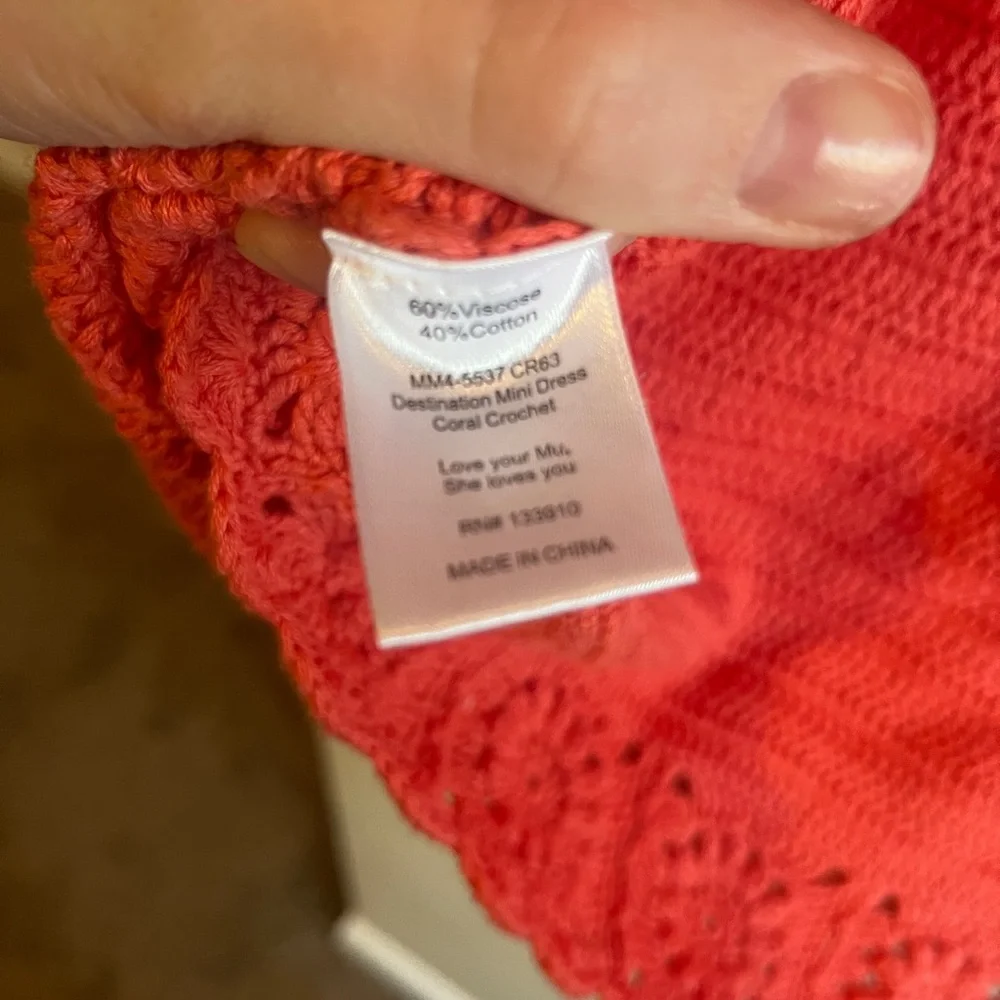 60%Viscose
40%Cotton
MM4-5537 CR63
Destination Mini Dress
Coral Crochet
Love your Mu,
She loves you
RN# 133910
MADE IN CHINA